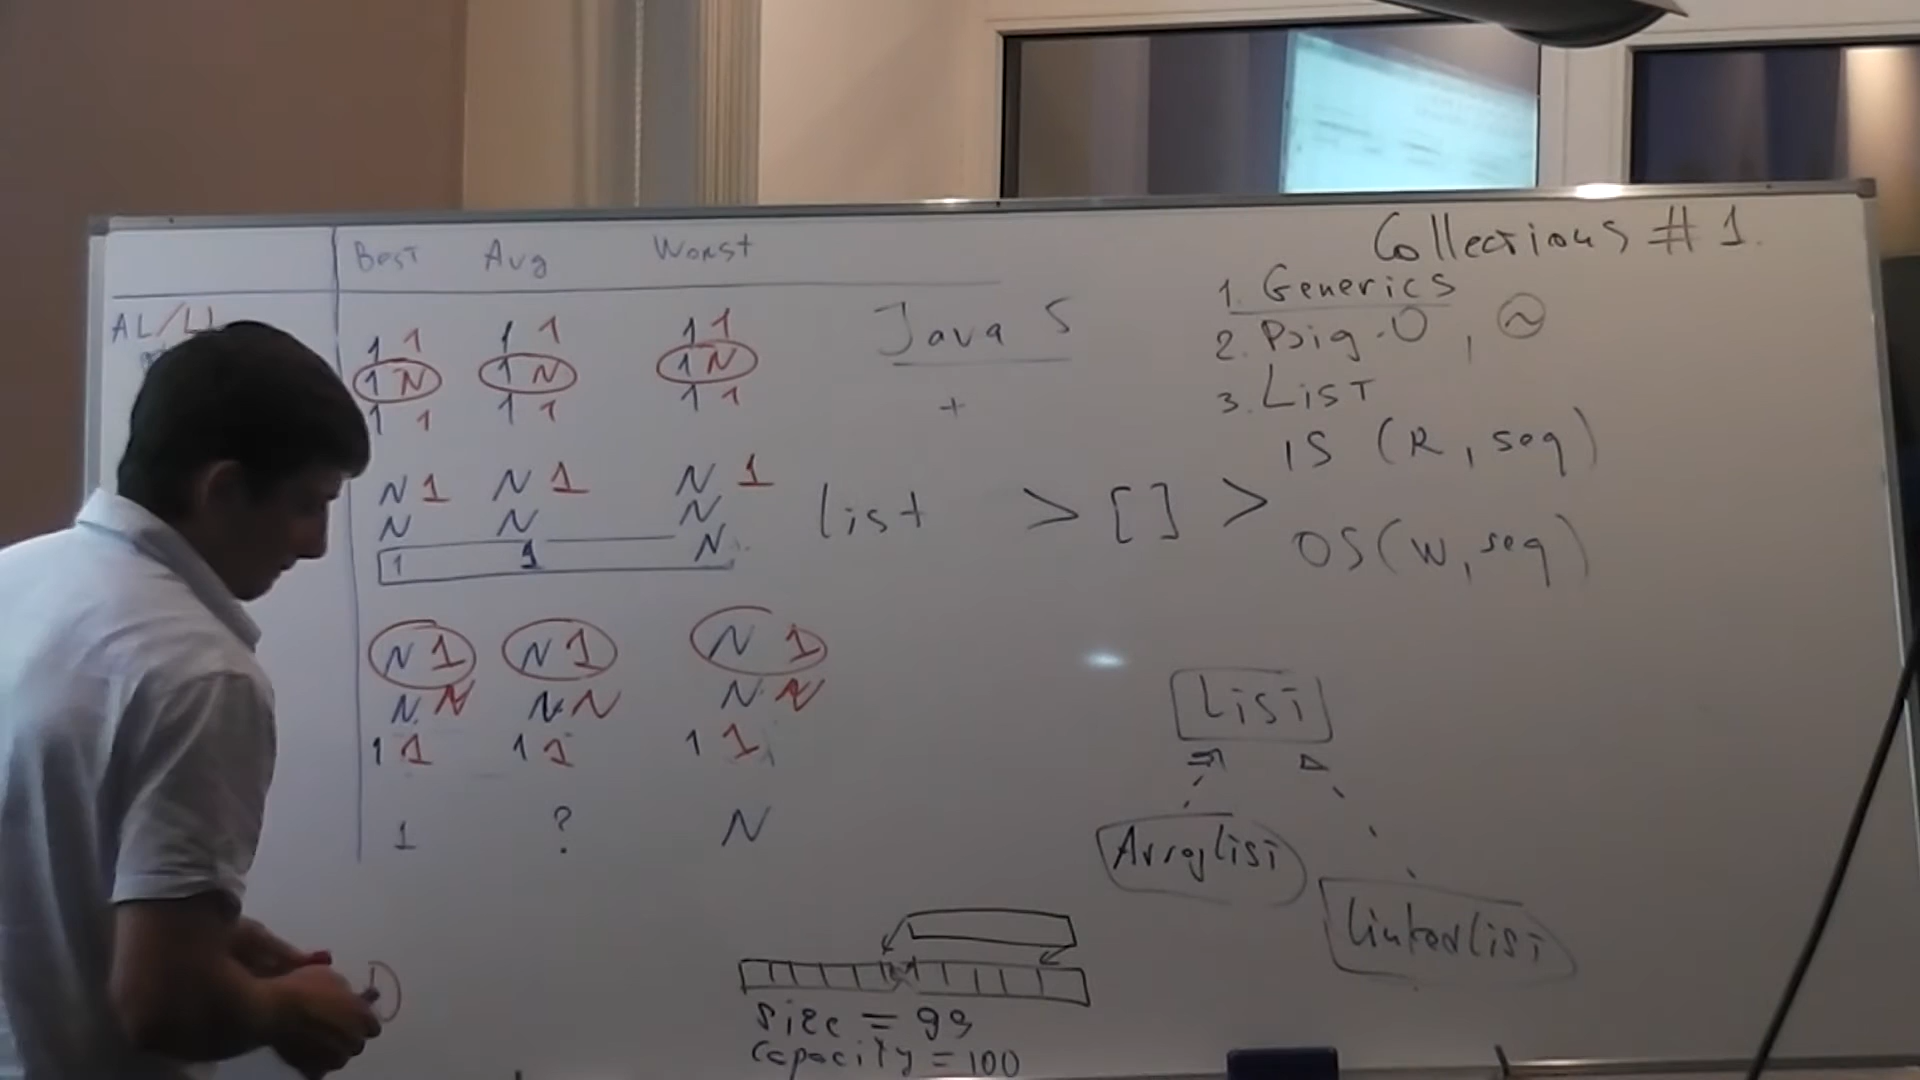 Best Avg Worst
AL/LL
1 1 1 1 1 1
1 N 1 N 1 N
1 1 1 1 1 1
N 1 N 1 N 1
N N N
1 1 N
N 1 N 1 N 1
N N N N N N
1 1 1 1 1 1
1 ? N
Java 5
+
list > [ ] >
size = 99
capacity = 100
Collections # 1.
1. Generics
2. Big-O, ~
3. List
IS (R, seq)
OS (W, seq)
List
ArrayList
LinkedList